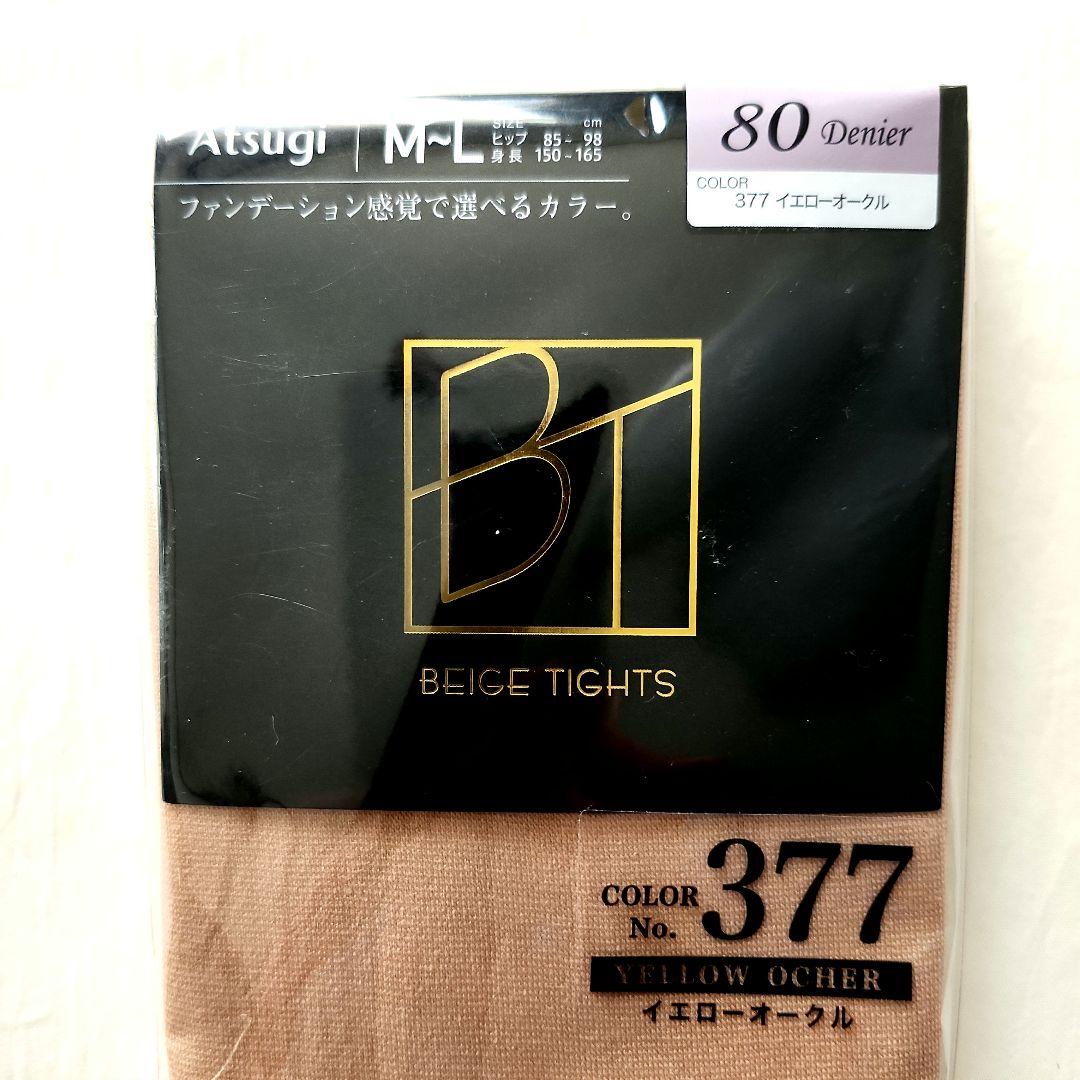 Atsugi
M~L
SIZE cm
ヒップ 85~98
身長 150~165
ファンデーション感覚で選べるカラー。
80 Denier
COLOR
377 イエローオークル
BT
BEIGE TIGHTS
COLOR No. 377
YELLOW OCHER
イエローオークル